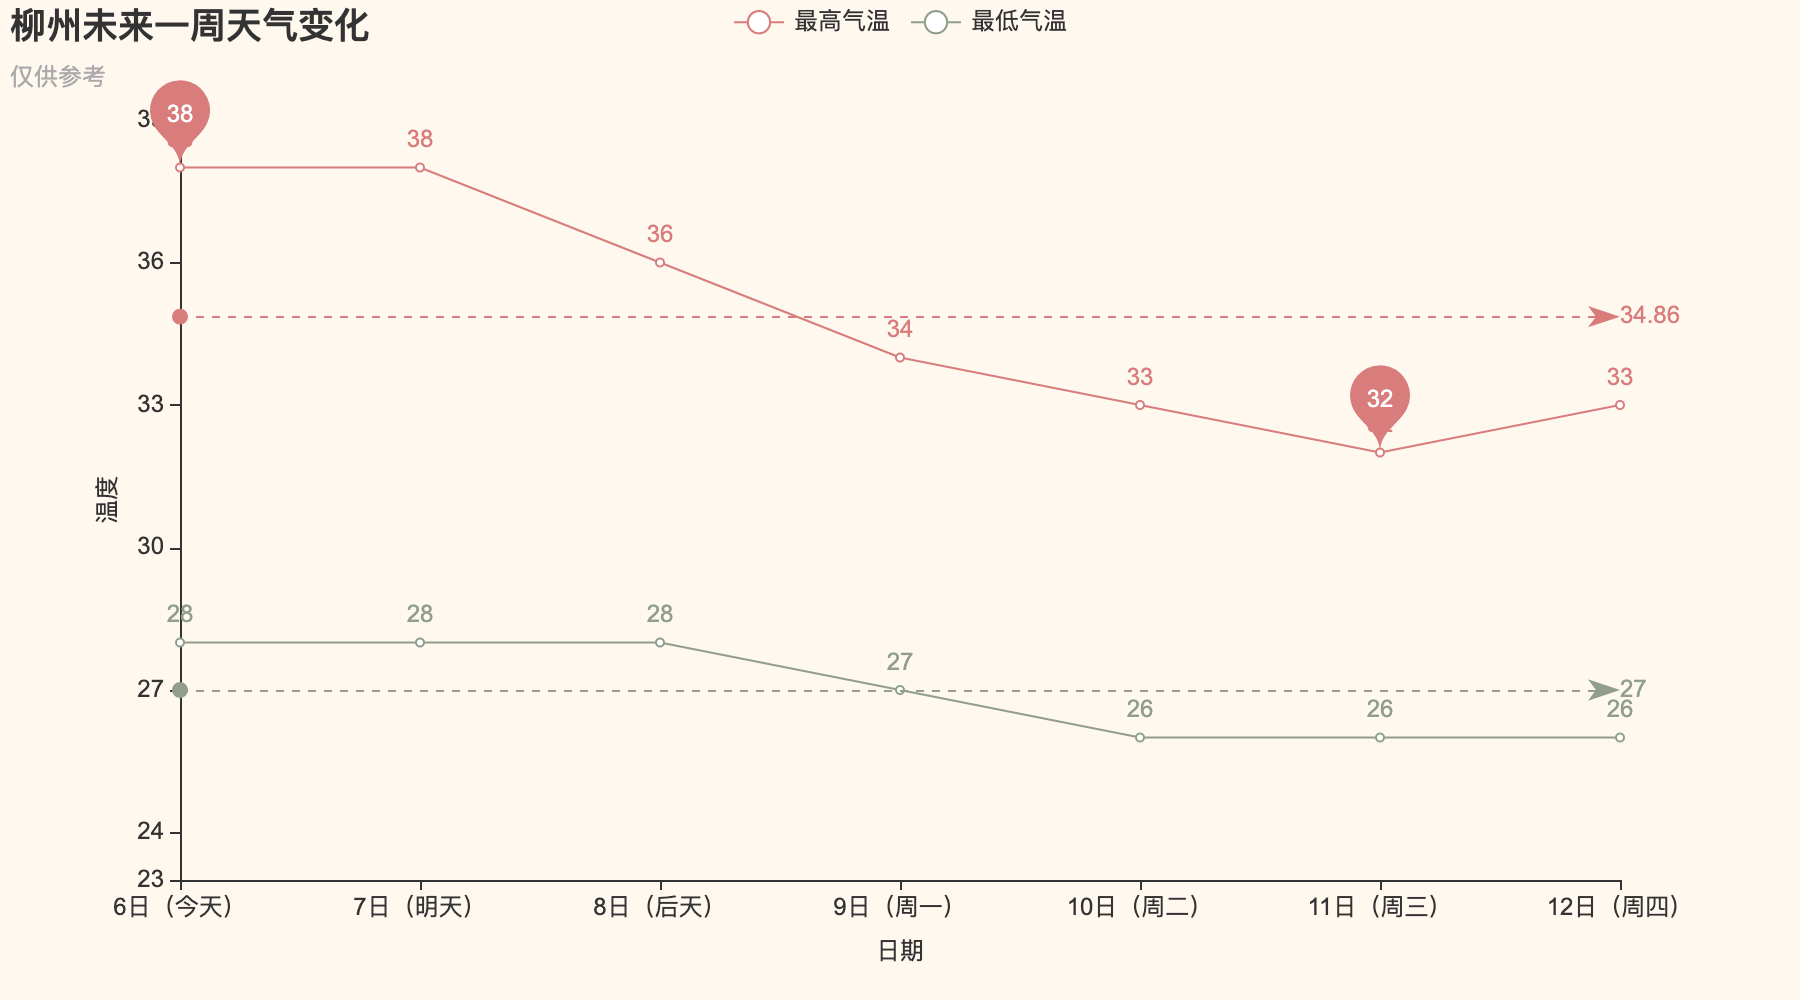 柳州未来一周天气变化
仅供参考
最高气温
最低气温
38
38
36
34
33
32
33
34.86
28
28
28
27
26
26
26
27
36
33
30
27
24
23
温度
6日（今天）
7日（明天）
8日（后天）
9日（周一）
10日（周二）
11日（周三）
12日（周四）
日期